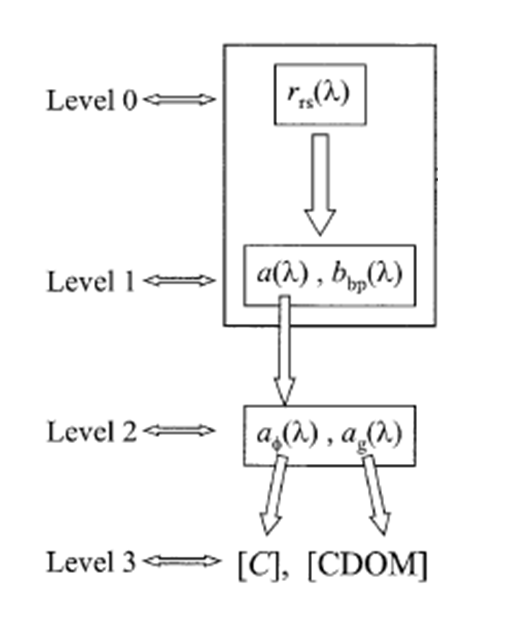 Level 0 r_rs(λ)
Level 1 a(λ) , b_bp(λ)
Level 2 a_ϕ(λ) , a_g(λ)
Level 3 [C], [CDOM]